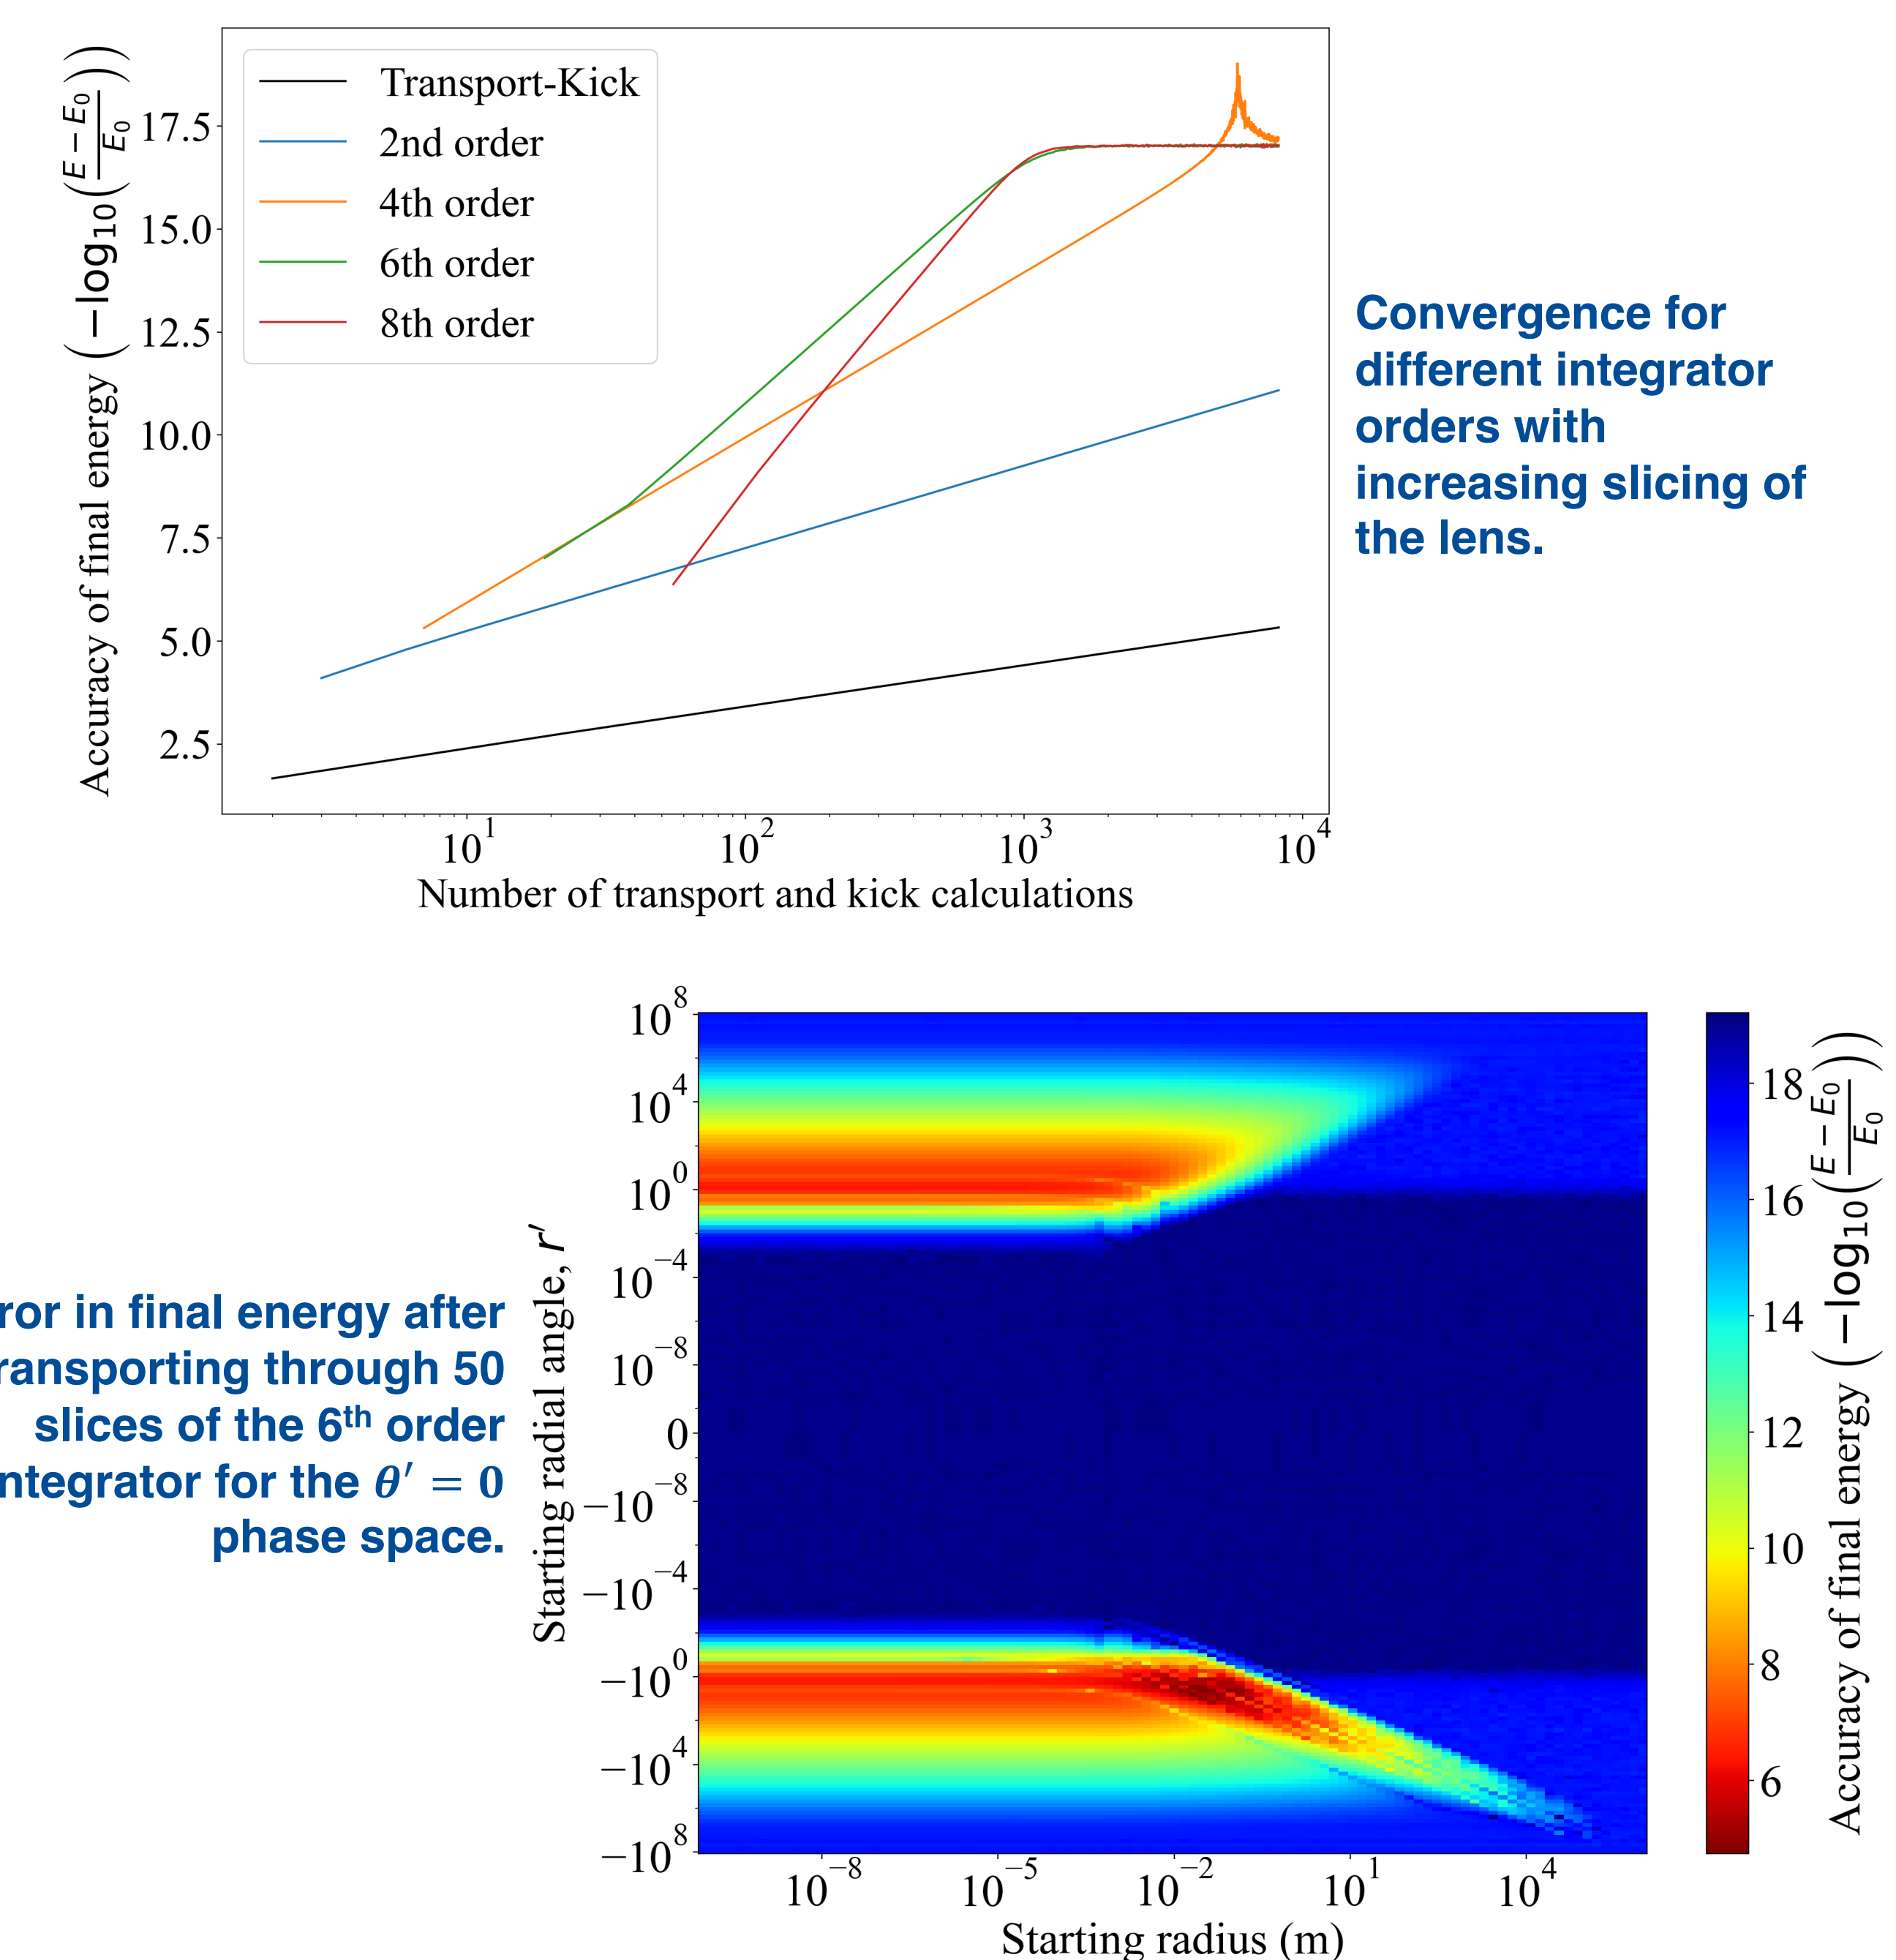 Transport-Kick
2nd order
4th order
6th order
8th order
Accuracy of final energy (−log10((E − E0)/E0))
17.5
15.0
12.5
10.0
7.5
5.0
2.5
10^1 10^2 10^3 10^4
Number of transport and kick calculations
Convergence for
different integrator
orders with
increasing slicing of
the lens.
ror in final energy after
ransporting through 50
slices of the 6th order
ntegrator for the θ′ = 0
phase space.
Starting radial angle, r′
10^8
10^4
10^0
10^−4
10^−8
0
−10^−8
−10^−4
−10^0
−10^4
−10^8
10^−8 10^−5 10^−2 10^1 10^4
Starting radius (m)
18
16
14
12
10
8
6
Accuracy of final energy (−log10((E − E0)/E0))